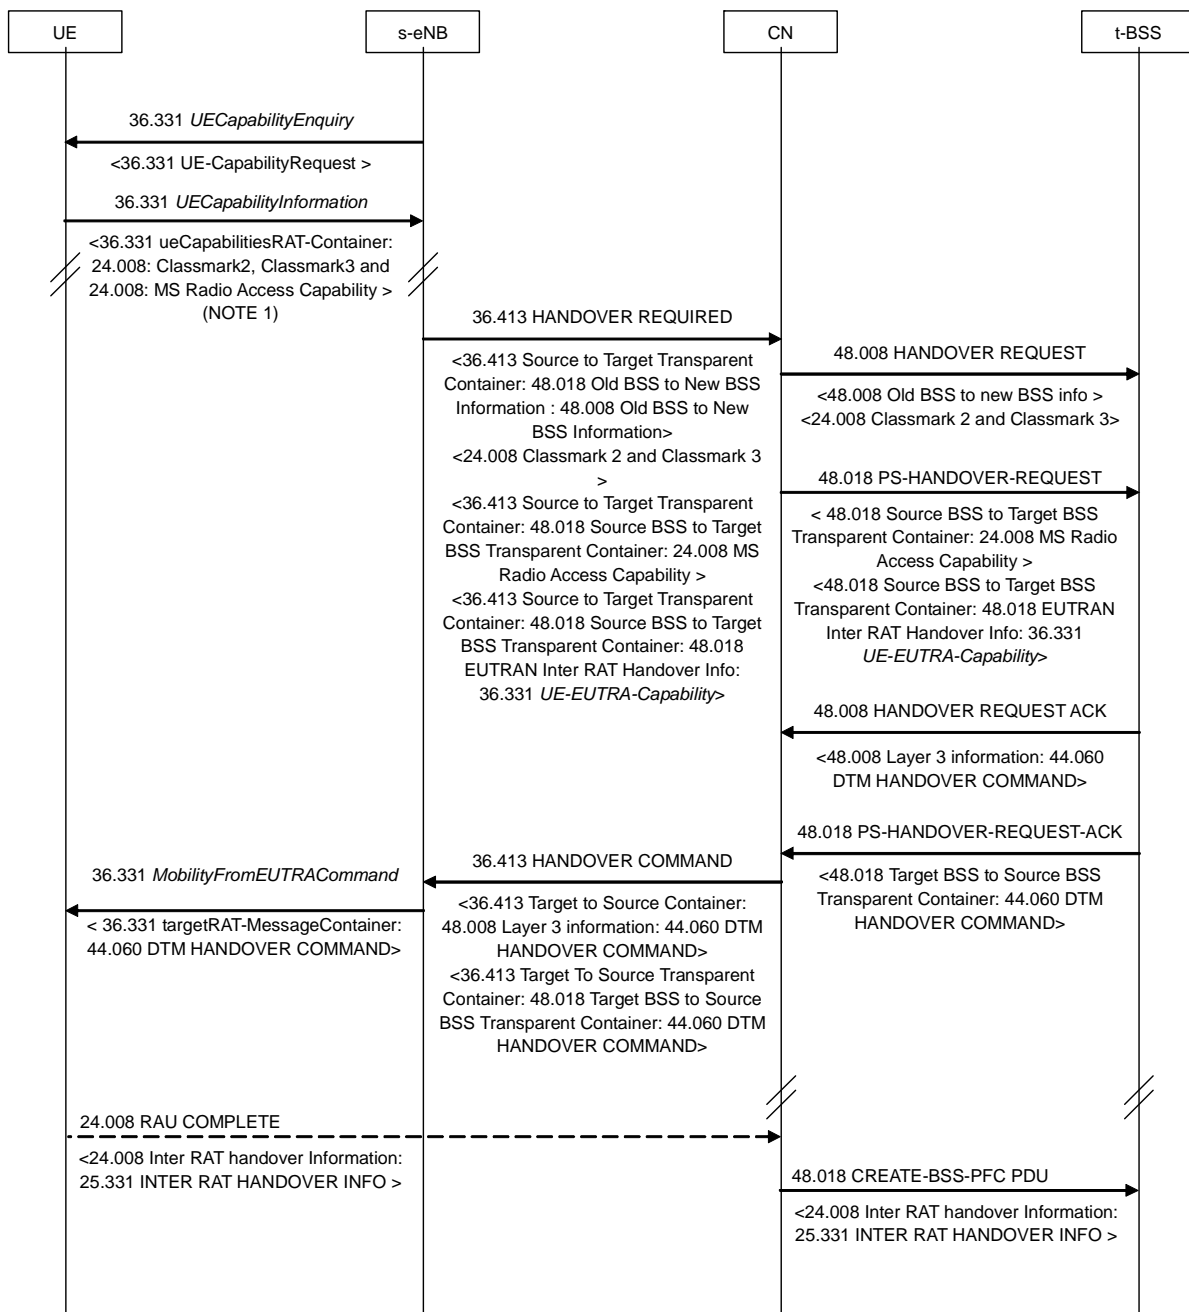 UE
s-eNB
CN
t-BSS
36.331 UECapabilityEnquiry
<36.331 UE-CapabilityRequest >
36.331 UECapabilityInformation
<36.331 ueCapabilitiesRAT-Container:
24.008: Classmark2, Classmark3 and
24.008: MS Radio Access Capability >
(NOTE 1)
36.413 HANDOVER REQUIRED
<36.413 Source to Target Transparent
Container: 48.018 Old BSS to New BSS
Information : 48.008 Old BSS to New
BSS Information>
<24.008 Classmark 2 and Classmark 3
>
<36.413 Source to Target Transparent
Container: 48.018 Source BSS to Target
BSS Transparent Container: 24.008 MS
Radio Access Capability >
<36.413 Source to Target Transparent
Container: 48.018 Source BSS to Target
BSS Transparent Container: 48.018
EUTRAN Inter RAT Handover Info:
36.331 UE-EUTRA-Capability>
48.008 HANDOVER REQUEST
<48.008 Old BSS to new BSS info >
<24.008 Classmark 2 and Classmark 3>
48.018 PS-HANDOVER-REQUEST
< 48.018 Source BSS to Target BSS
Transparent Container: 24.008 MS Radio
Access Capability >
<48.018 Source BSS to Target BSS
Transparent Container: 48.018 EUTRAN
Inter RAT Handover Info: 36.331
UE-EUTRA-Capability>
48.008 HANDOVER REQUEST ACK
<48.008 Layer 3 information: 44.060
DTM HANDOVER COMMAND>
48.018 PS-HANDOVER-REQUEST-ACK
<48.018 Target BSS to Source BSS
Transparent Container: 44.060 DTM
HANDOVER COMMAND>
36.413 HANDOVER COMMAND
<36.413 Target to Source Container:
48.008 Layer 3 information: 44.060 DTM
HANDOVER COMMAND>
<36.413 Target To Source Transparent
Container: 48.018 Target BSS to Source
BSS Transparent Container: 44.060 DTM
HANDOVER COMMAND>
36.331 MobilityFromEUTRACommand
< 36.331 targetRAT-MessageContainer:
44.060 DTM HANDOVER COMMAND>
24.008 RAU COMPLETE
<24.008 Inter RAT handover Information:
25.331 INTER RAT HANDOVER INFO >
48.018 CREATE-BSS-PFC PDU
<24.008 Inter RAT handover Information:
25.331 INTER RAT HANDOVER INFO >